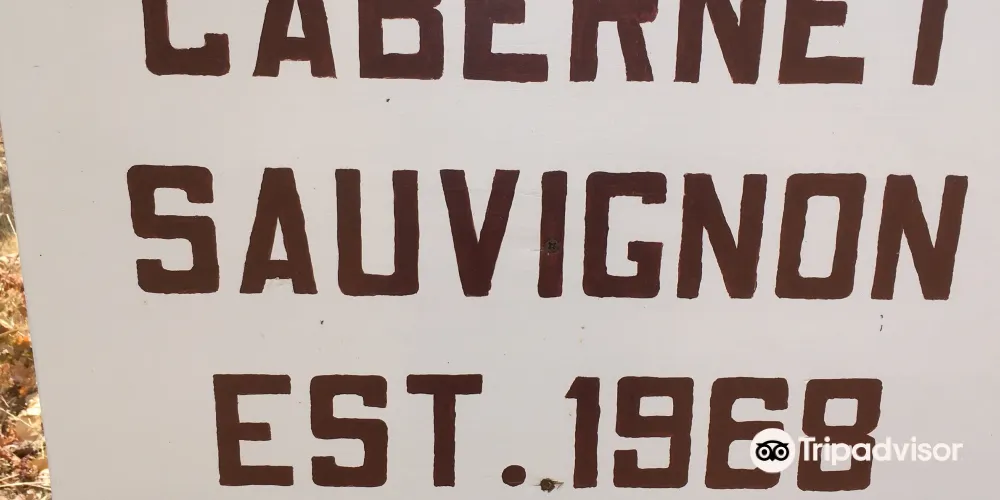 CABERNET
SAUVIGNON
EST. 1968
Tripadvisor